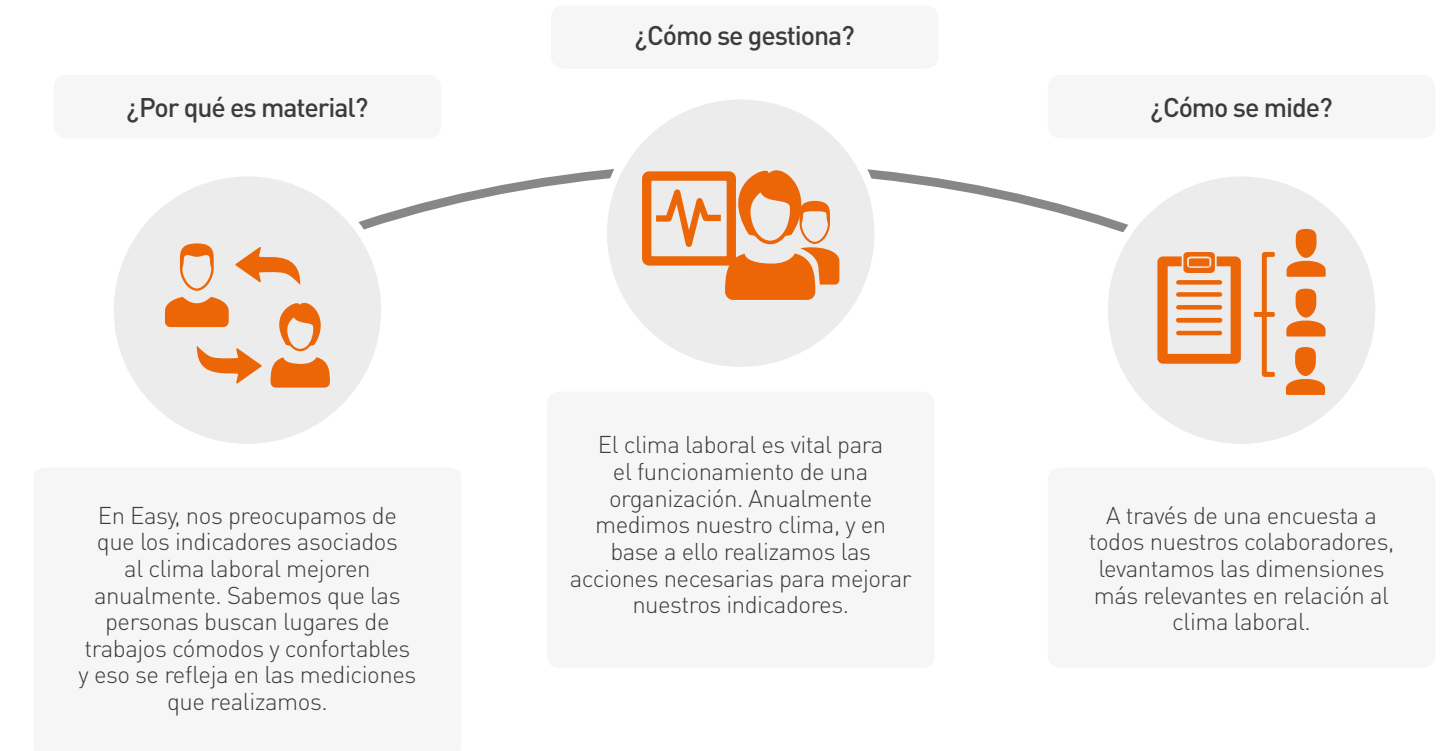 ¿Por qué es material?
En Easy, nos preocupamos de
que los indicadores asociados
al clima laboral mejoren
anualmente. Sabemos que las
personas buscan lugares de
trabajos cómodos y confortables
y eso se refleja en las mediciones
que realizamos.
¿Cómo se gestiona?
El clima laboral es vital para
el funcionamiento de una
organización. Anualmente
medimos nuestro clima, y en
base a ello realizamos las
acciones necesarias para mejorar
nuestros indicadores.
¿Cómo se mide?
A través de una encuesta a
todos nuestros colaboradores,
levantamos las dimensiones
más relevantes en relación al
clima laboral.